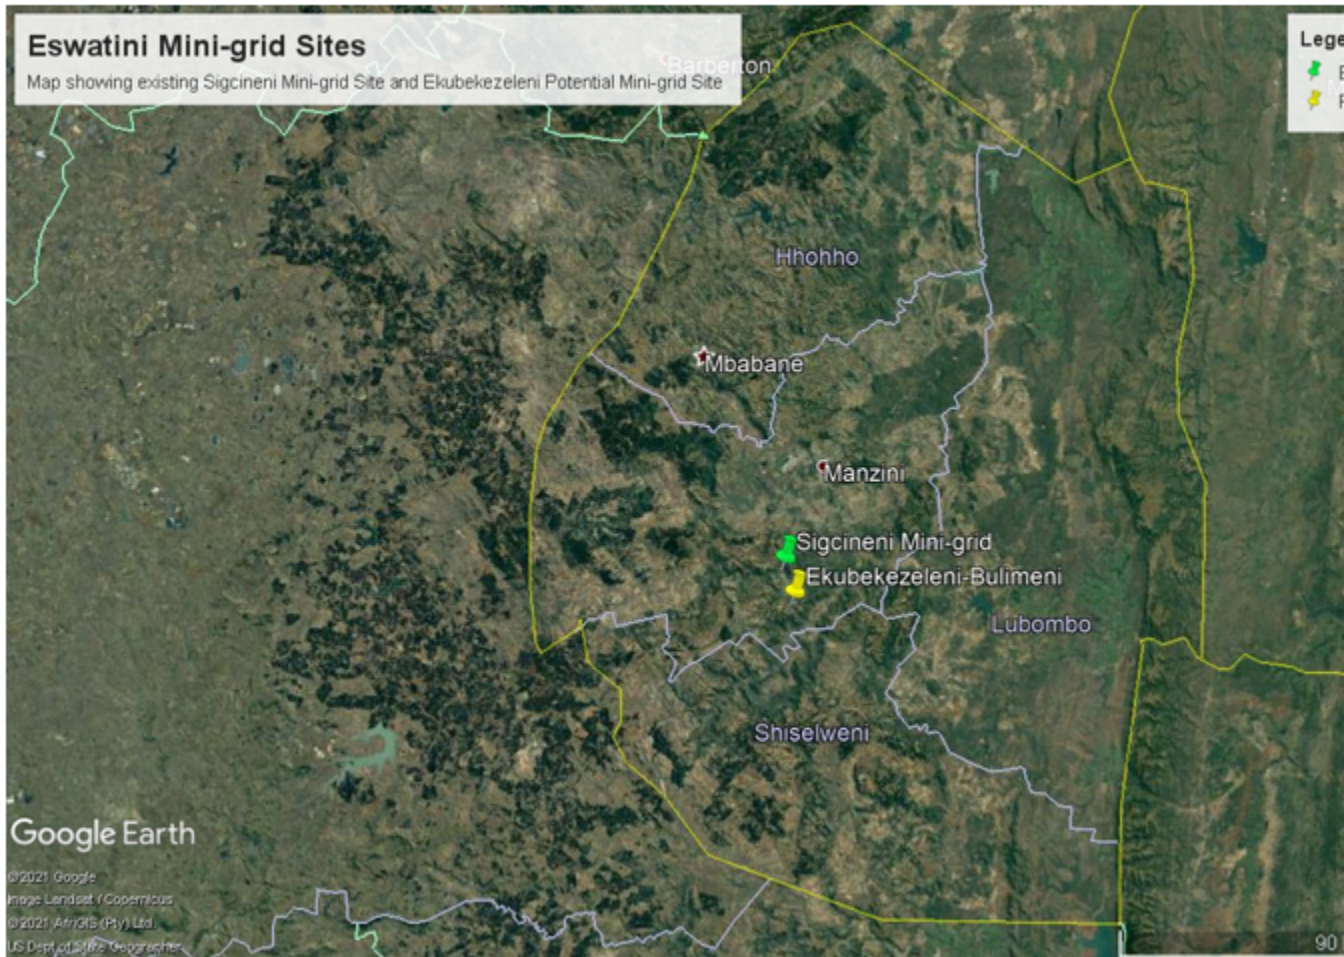 Eswatini Mini-grid Sites
Map showing existing Sigcineni Mini-grid Site and Ekubekezeleni Potential Mini-grid Site
Barberton
Lege
E
Hhohho
Mbabane
Manzini
Sigcineni Mini-grid
Ekubekezeleni-Bulimeni
Lubombo
Shiselweni
Google Earth
©2021 Google
Image Landsat / Copernicus
©2021 AfriGIS (Pty) Ltd.
US Dept of State Geographer
90